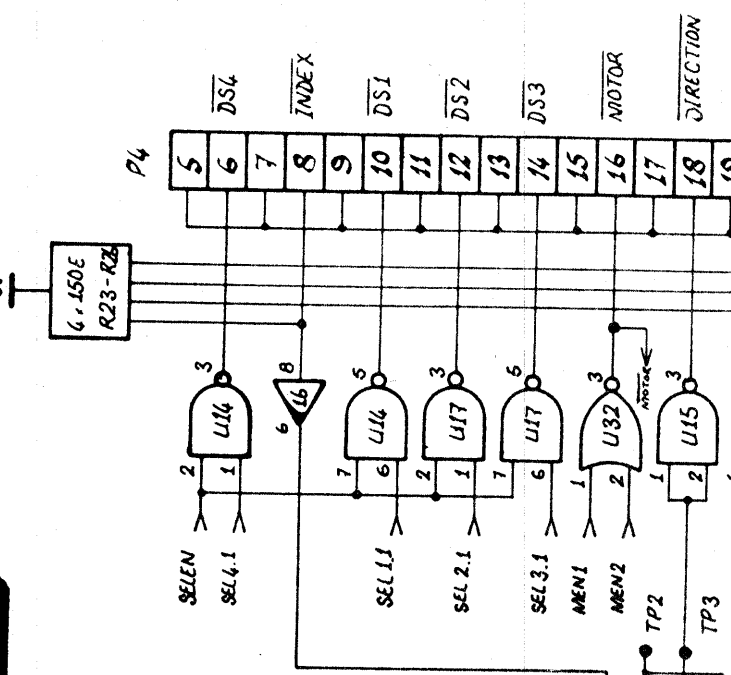 DS4
INDEX
DS1
DS2
DS3
MOTOR
DIRECTION
P4
5 6 7 8 9 10 11 12 13 14 15 16 17 18 19
4 x 150E
R23-R26
3 8 5 3 5 3 3
U14 16 U14 U17 U17 U32 U15
MOTOR
2 1 6 7 6 2 1 7 6 1 2 1 2
SELEN
SEL4.1
SEL1.1
SEL2.1
SEL3.1
MEN1
MEN2
TP2
TP3